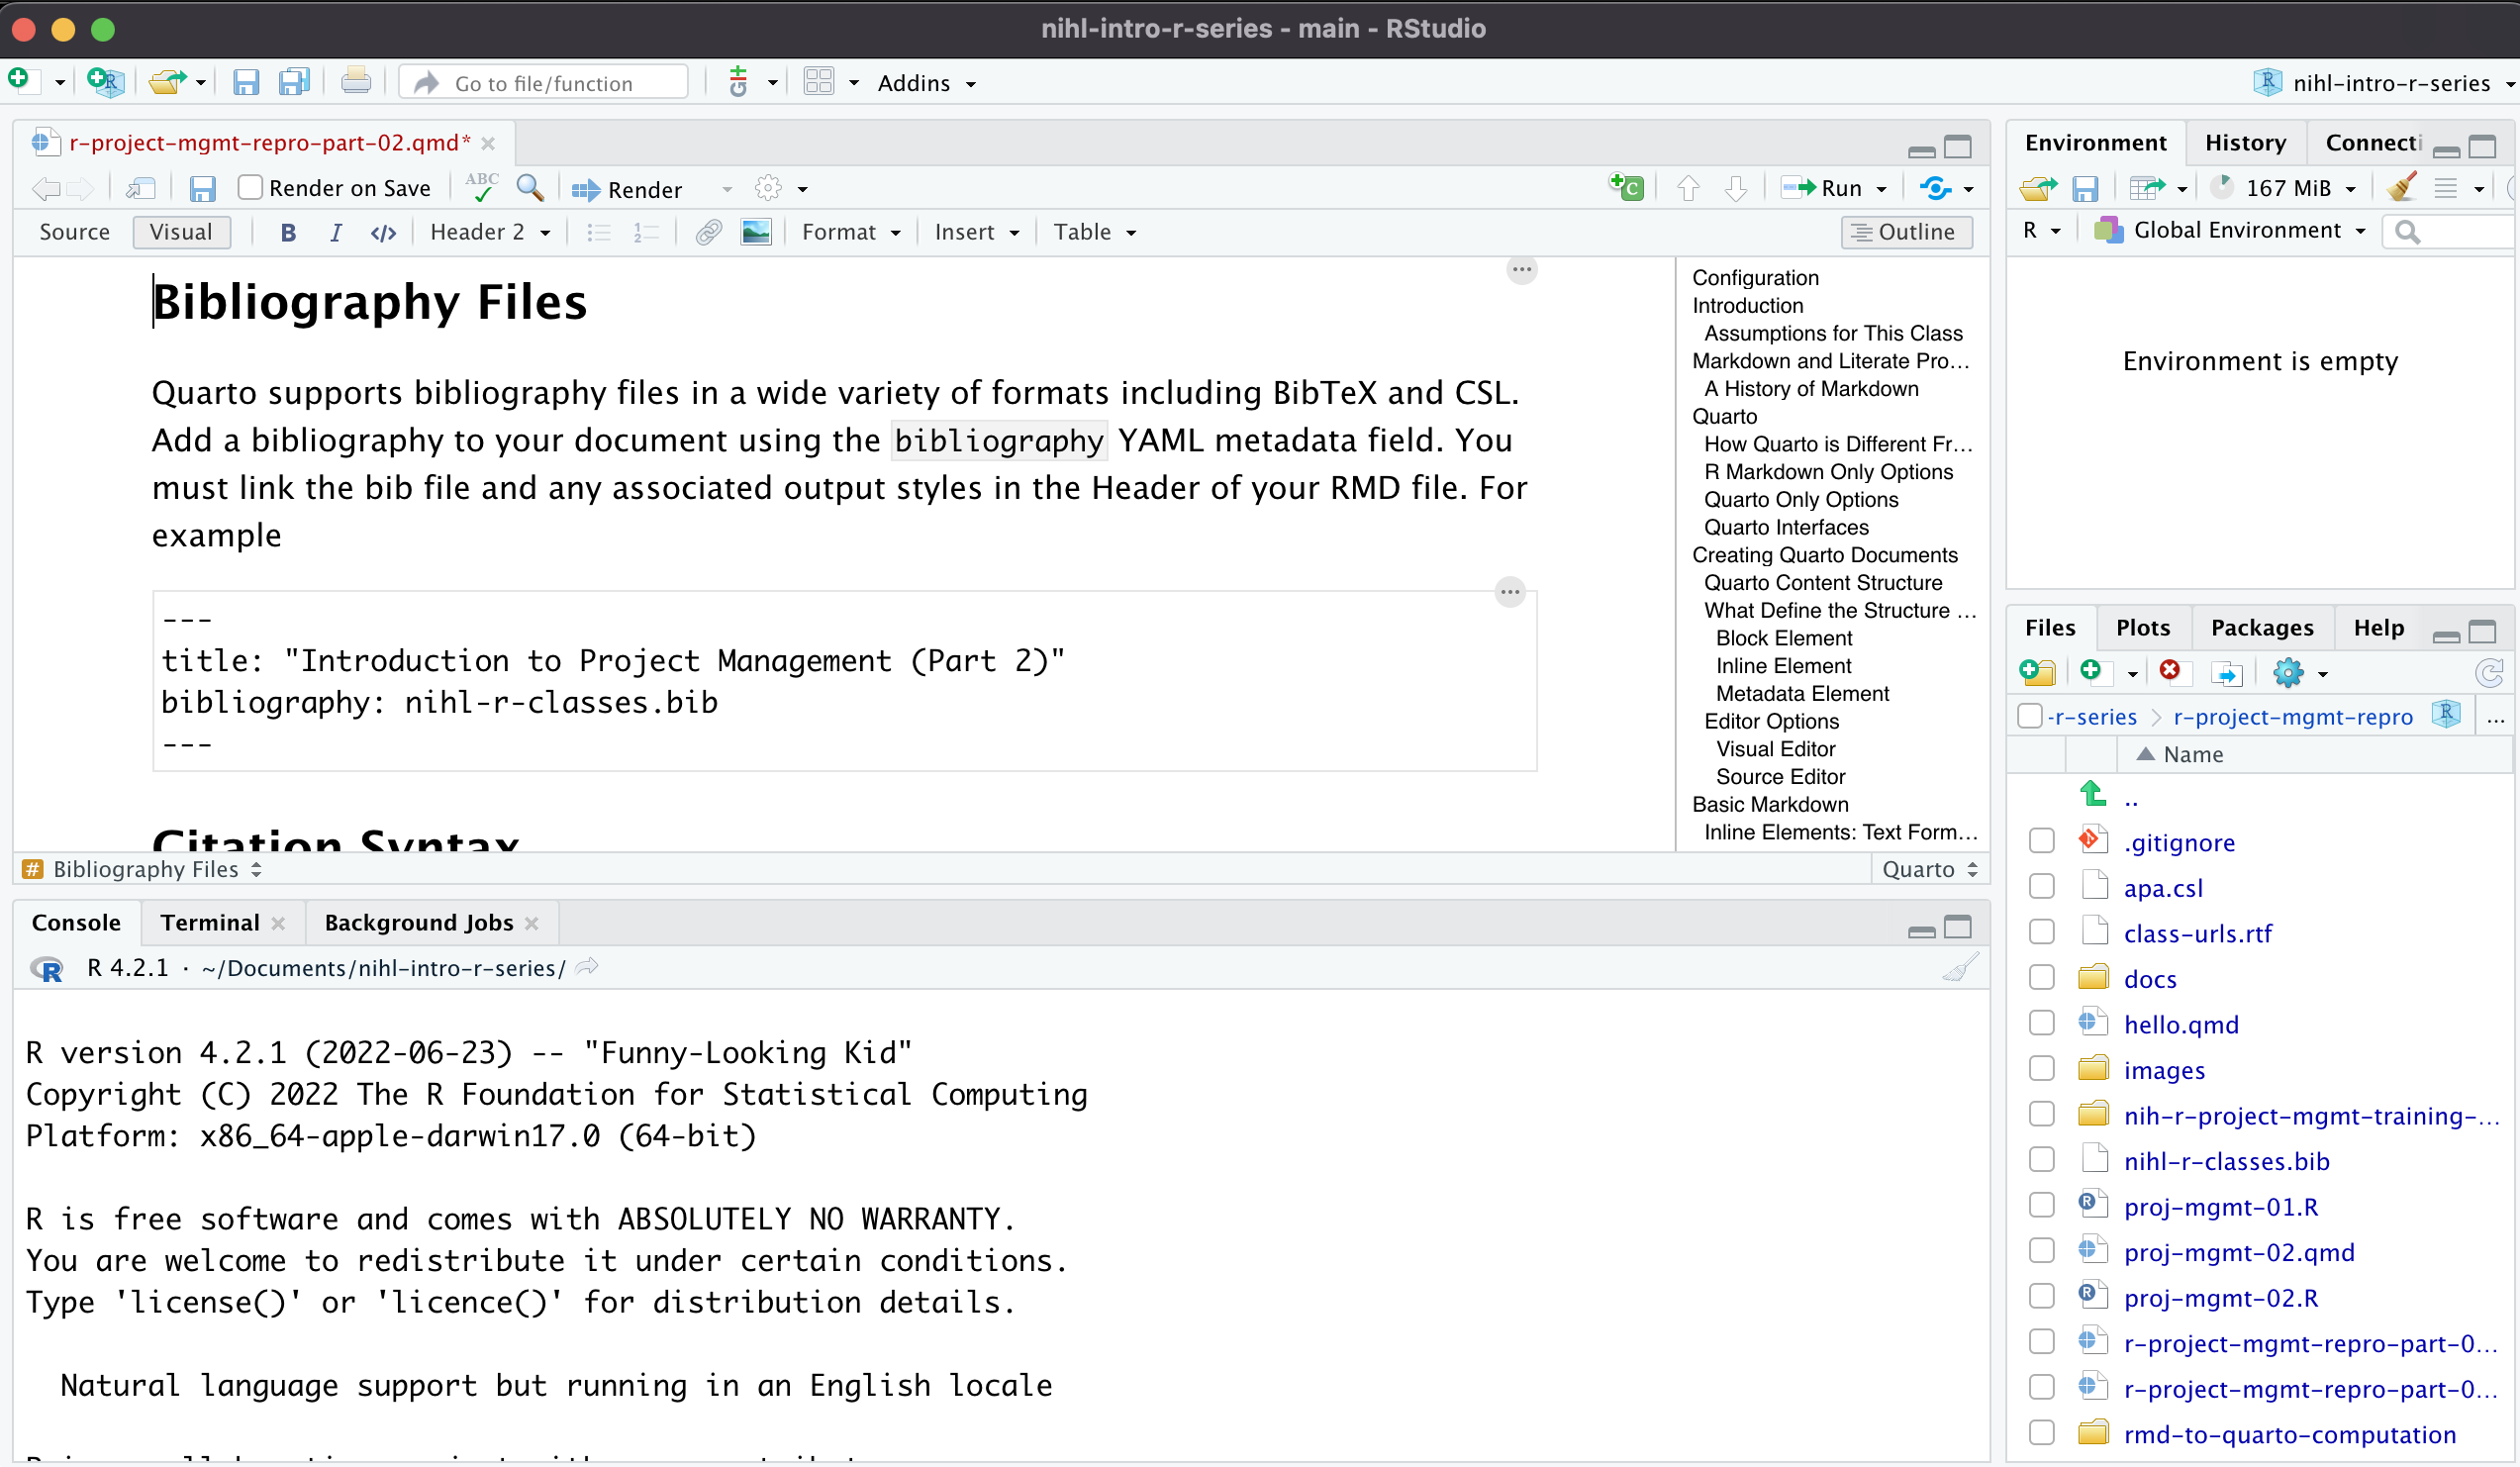 nihl-intro-r-series - main - RStudio
Go to file/function
Addins
nihl-intro-r-series
r-project-mgmt-repro-part-02.qmd*
Render on Save
ABC
Render
Run
Source
Visual
B
I
</>
Header 2
Format
Insert
Table
Outline
Bibliography Files
Quarto supports bibliography files in a wide variety of formats including BibTeX and CSL.
Add a bibliography to your document using the bibliography YAML metadata field. You
must link the bib file and any associated output styles in the Header of your RMD file. For
example
---
title: "Introduction to Project Management (Part 2)"
bibliography: nihl-r-classes.bib
---
Citation Syntax
Configuration
Introduction
Assumptions for This Class
Markdown and Literate Pro...
A History of Markdown
Quarto
How Quarto is Different Fr...
R Markdown Only Options
Quarto Only Options
Quarto Interfaces
Creating Quarto Documents
Quarto Content Structure
What Define the Structure ...
Block Element
Inline Element
Metadata Element
Editor Options
Visual Editor
Source Editor
Basic Markdown
Inline Elements: Text Form...
# Bibliography Files
Quarto
Console
Terminal
Background Jobs
R 4.2.1 · ~/Documents/nihl-intro-r-series/
R version 4.2.1 (2022-06-23) -- "Funny-Looking Kid"
Copyright (C) 2022 The R Foundation for Statistical Computing
Platform: x86_64-apple-darwin17.0 (64-bit)
R is free software and comes with ABSOLUTELY NO WARRANTY.
You are welcome to redistribute it under certain conditions.
Type 'license()' or 'licence()' for distribution details.
Natural language support but running in an English locale
Environment
History
Connecti
167 MiB
R
Global Environment
Environment is empty
Files
Plots
Packages
Help
-r-series
r-project-mgmt-repro
...
Name
..
.gitignore
apa.csl
class-urls.rtf
docs
hello.qmd
images
nih-r-project-mgmt-training-...
nihl-r-classes.bib
proj-mgmt-01.R
proj-mgmt-02.qmd
proj-mgmt-02.R
r-project-mgmt-repro-part-0...
r-project-mgmt-repro-part-0...
rmd-to-quarto-computation